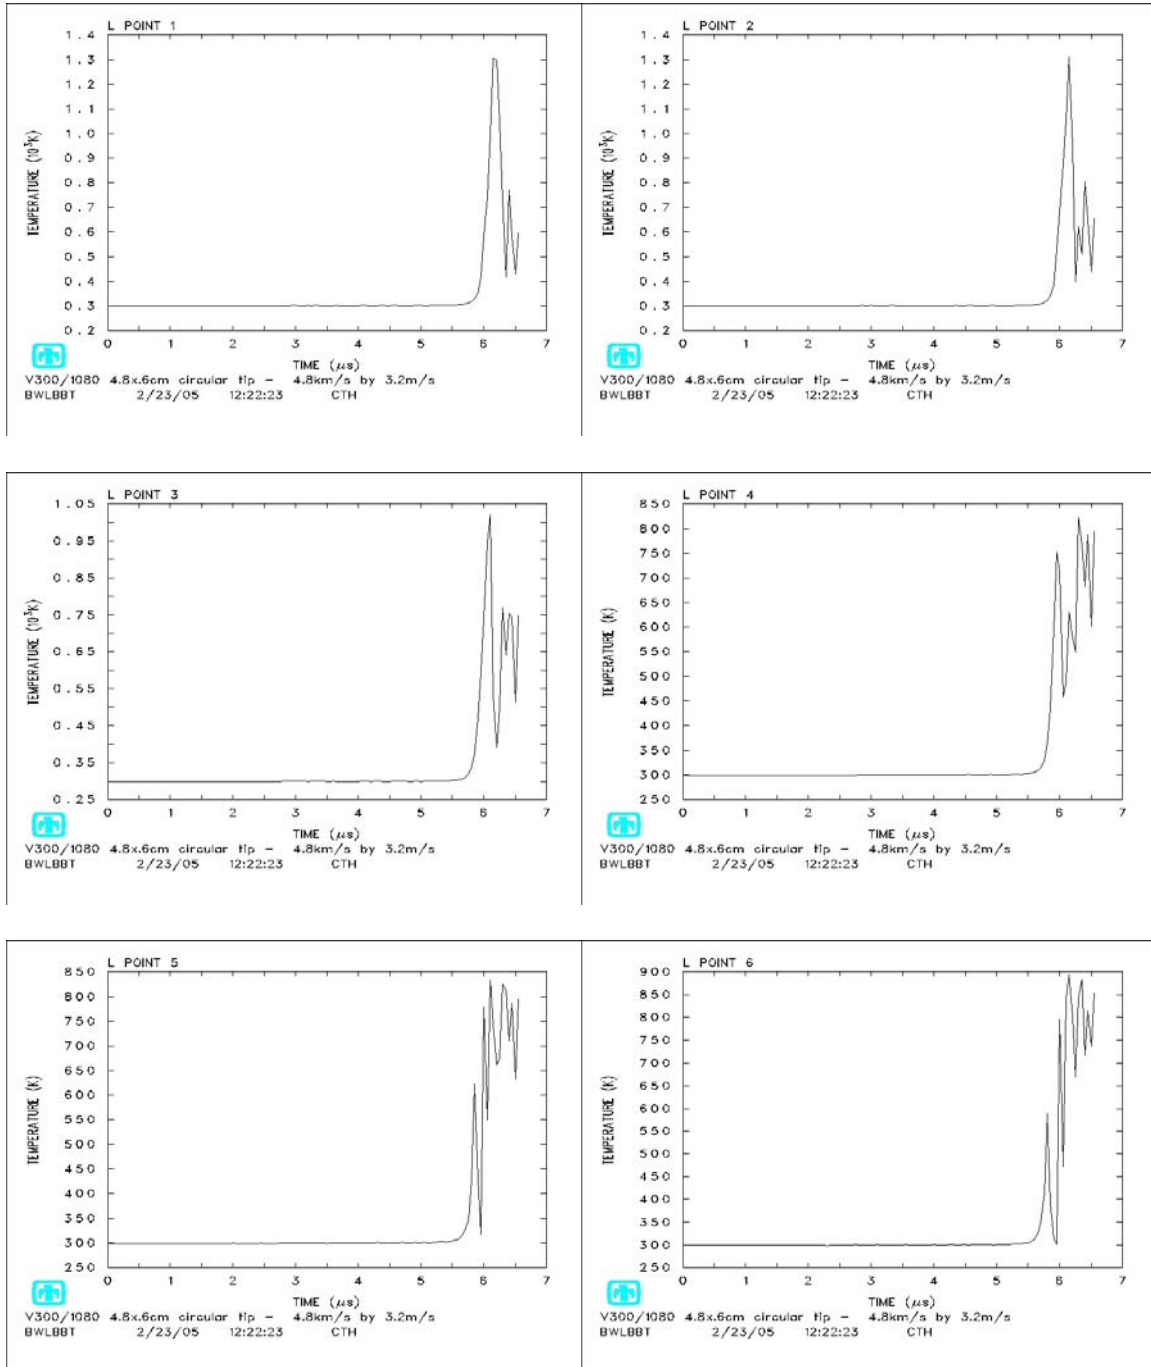 L POINT 1
1.4
1.3
1.2
1.1
1.0
0.9
0.8
0.7
0.6
0.5
0.4
0.3
0.2
TEMPERATURE (10³K)
0 1 2 3 4 5 6 7
TIME (μs)
V300/1080 4.8x.6cm circular tip - 4.8km/s by 3.2m/s
BWLBBT 2/23/05 12:22:23 CTH
L POINT 2
1.4
1.3
1.2
1.1
1.0
0.9
0.8
0.7
0.6
0.5
0.4
0.3
0.2
TEMPERATURE (10³K)
0 1 2 3 4 5 6 7
TIME (μs)
V300/1080 4.8x.6cm circular tip - 4.8km/s by 3.2m/s
BWLBBT 2/23/05 12:22:23 CTH
L POINT 3
1.05
0.95
0.85
0.75
0.65
0.55
0.45
0.35
0.25
TEMPERATURE (10³K)
0 1 2 3 4 5 6 7
TIME (μs)
V300/1080 4.8x.6cm circular tip - 4.8km/s by 3.2m/s
BWLBBT 2/23/05 12:22:23 CTH
L POINT 4
850
800
750
700
650
600
550
500
450
400
350
300
250
TEMPERATURE (K)
0 1 2 3 4 5 6 7
TIME (μs)
V300/1080 4.8x.6cm circular tip - 4.8km/s by 3.2m/s
BWLBBT 2/23/05 12:22:23 CTH
L POINT 5
850
800
750
700
650
600
550
500
450
400
350
300
250
TEMPERATURE (K)
0 1 2 3 4 5 6 7
TIME (μs)
V300/1080 4.8x.6cm circular tip - 4.8km/s by 3.2m/s
BWLBBT 2/23/05 12:22:23 CTH
L POINT 6
900
850
800
750
700
650
600
550
500
450
400
350
300
250
TEMPERATURE (K)
0 1 2 3 4 5 6 7
TIME (μs)
V300/1080 4.8x.6cm circular tip - 4.8km/s by 3.2m/s
BWLBBT 2/23/05 12:22:23 CTH